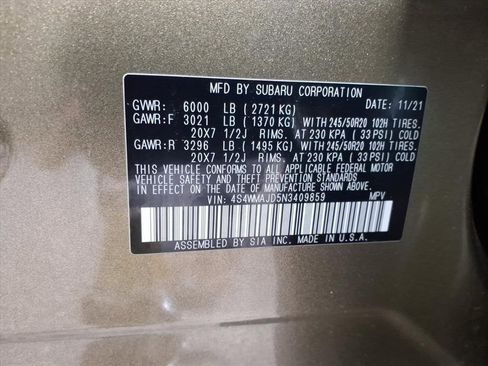 MFD BY SUBARU CORPORATION
GVWR: 6000 LB (2721 KG) DATE: 11/21
GAWR:F 3021 LB (1370 KG) WITH 245/50R20 102H TIRES.
20X7 1/2J RIMS. AT 230 KPA ( 33 PSI) COLD
GAWR:R 3296 LB (1495 KG) WITH 245/50R20 102H TIRES.
20X7 1/2J RIMS. AT 230 KPA ( 33 PSI) COLD
THIS VEHICLE CONFORMS TO ALL APPLICABLE FEDERAL MOTOR
VEHICLE SAFETY AND THEFT PREVENTION STANDARDS
IN EFFECT ON THE DATE OF MANUFACTURE SHOWN ABOVE.
VIN: 4S4WMAJD5N3409859 MPV
ASSEMBLED BY SIA INC. MADE IN U.S.A.